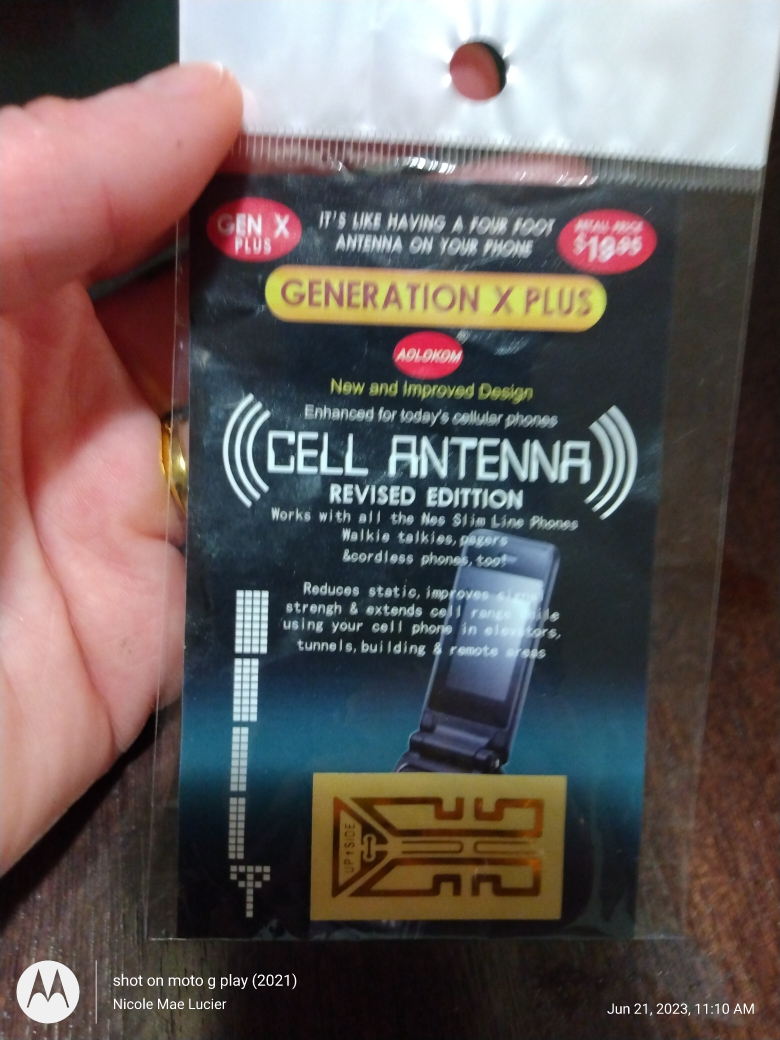 GEN X
PLUS
IT'S LIKE HAVING A FOUR FOOT
ANTENNA ON YOUR PHONE
RETAIL PRICE
$19.95
GENERATION X PLUS
AOLOKOM
New and Improved Design
Enhanced for today's cellular phones
CELL ANTENNA
REVISED EDITTION
Works with all the Nes Slim Line Phones
Walkie talkies, pagers
&cordless phones, too!
Reduces static, improves
strengh & extends cell range while
using your cell phone in elevators,
tunnels, building & remote areas
UP SIDE
shot on moto g play (2021)
Nicole Mae Lucier
Jun 21, 2023, 11:10 AM